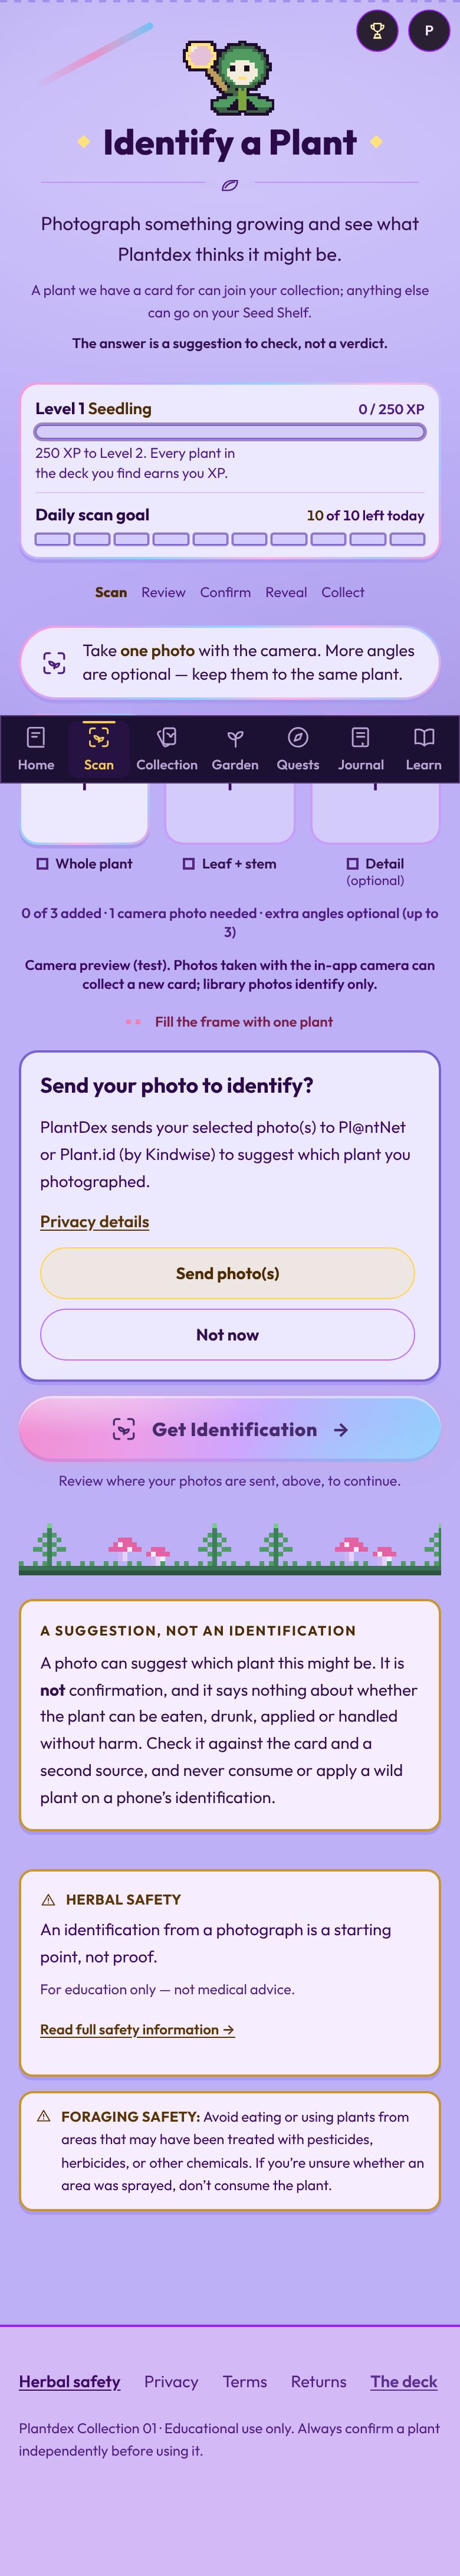 P
Identify a Plant
Photograph something growing and see what
Plantdex thinks it might be.
A plant we have a card for can join your collection; anything else
can go on your Seed Shelf.
The answer is a suggestion to check, not a verdict.
Level 1 Seedling
0 / 250 XP
250 XP to Level 2. Every plant in
the deck you find earns you XP.
Daily scan goal
10 of 10 left today
Scan Review Confirm Reveal Collect
Take one photo with the camera. More angles
are optional — keep them to the same plant.
Home Scan Collection Garden Quests Journal Learn
Whole plant
Leaf + stem
Detail
(optional)
0 of 3 added · 1 camera photo needed · extra angles optional (up to
3)
Camera preview (test). Photos taken with the in-app camera can
collect a new card; library photos identify only.
Fill the frame with one plant
Send your photo to identify?
PlantDex sends your selected photo(s) to Pl@ntNet
or Plant.id (by Kindwise) to suggest which plant you
photographed.
Privacy details
Send photo(s)
Not now
Get Identification →
Review where your photos are sent, above, to continue.
A SUGGESTION, NOT AN IDENTIFICATION
A photo can suggest which plant this might be. It is
not confirmation, and it says nothing about whether
the plant can be eaten, drunk, applied or handled
without harm. Check it against the card and a
second source, and never consume or apply a wild
plant on a phone’s identification.
HERBAL SAFETY
An identification from a photograph is a starting
point, not proof.
For education only — not medical advice.
Read full safety information →
FORAGING SAFETY: Avoid eating or using plants from
areas that may have been treated with pesticides,
herbicides, or other chemicals. If you’re unsure whether an
area was sprayed, don’t consume the plant.
Herbal safety Privacy Terms Returns The deck
Plantdex Collection 01 · Educational use only. Always confirm a plant
independently before using it.